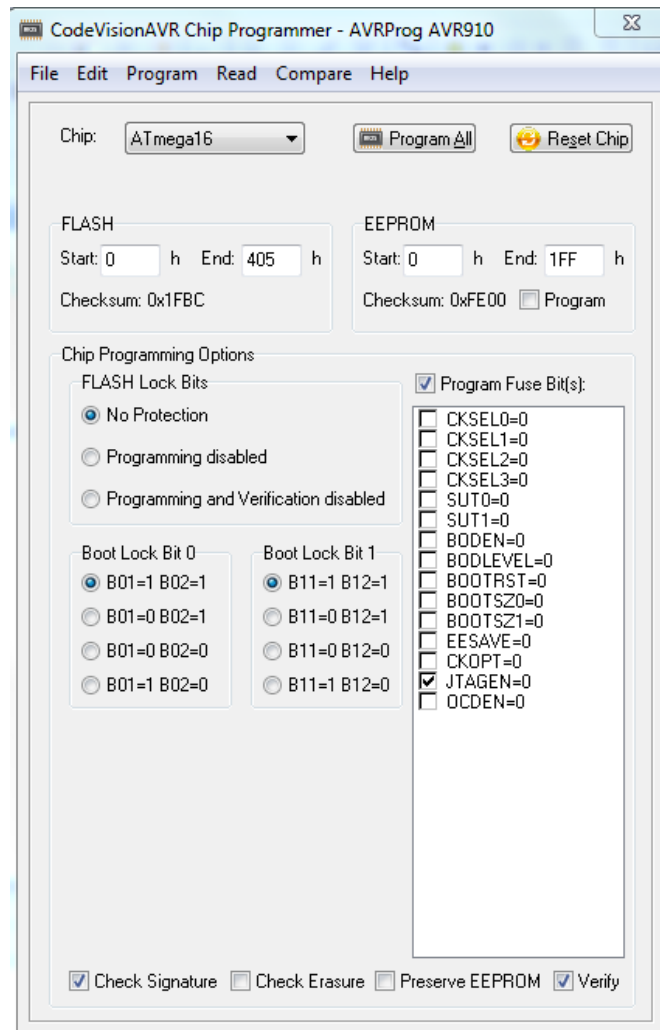 CodeVisionAVR Chip Programmer - AVRProg AVR910
File Edit Program Read Compare Help
Chip: ATmega16 Program All Reset Chip
FLASH
Start: 0 h End: 405 h
Checksum: 0x1FBC
EEPROM
Start: 0 h End: 1FF h
Checksum: 0xFE00 Program
Chip Programming Options
FLASH Lock Bits
No Protection
Programming disabled
Programming and Verification disabled
Boot Lock Bit 0
B01=1 B02=1
B01=0 B02=1
B01=0 B02=0
B01=1 B02=0
Boot Lock Bit 1
B11=1 B12=1
B11=0 B12=1
B11=0 B12=0
B11=1 B12=0
Program Fuse Bit(s):
CKSEL0=0
CKSEL1=0
CKSEL2=0
CKSEL3=0
SUT0=0
SUT1=0
BODEN=0
BODLEVEL=0
BOOTRST=0
BOOTSZ0=0
BOOTSZ1=0
EESAVE=0
CKOPT=0
JTAGEN=0
OCDEN=0
Check Signature Check Erasure Preserve EEPROM Verify